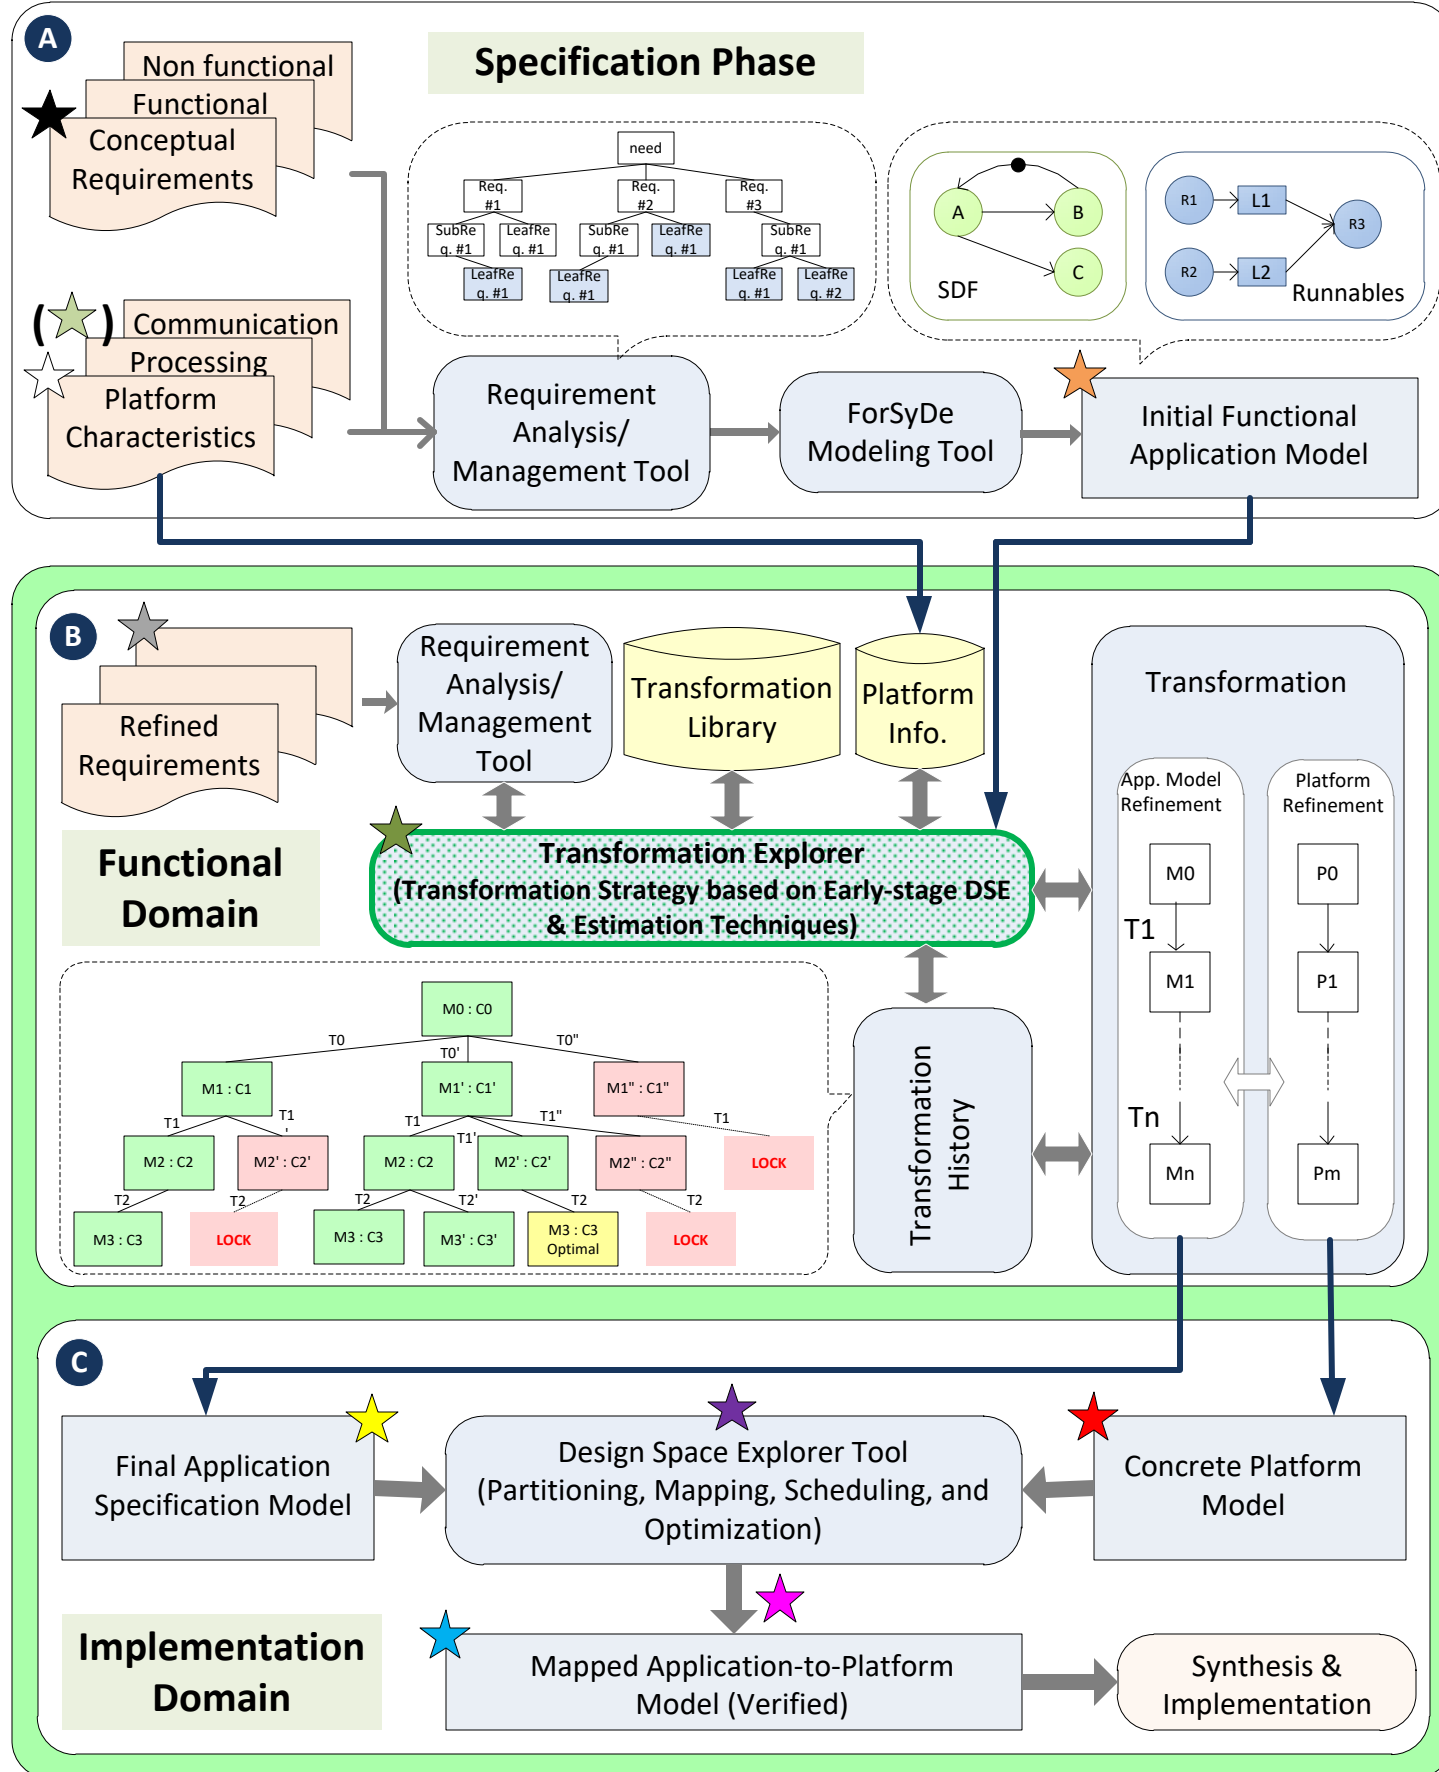 A
Non functional
Functional
Conceptual
Requirements
Specification Phase
need
Req.
#1
Req.
#2
Req.
#3
SubRe
q. #1
LeafRe
q. #1
SubRe
q. #1
LeafRe
q. #1
SubRe
q. #1
LeafRe
q. #1
LeafRe
q. #1
LeafRe
q. #1
LeafRe
q. #2
A
B
C
SDF
R1
L1
R2
L2
R3
Runnables
( )
Communication
Processing
Platform
Characteristics
Requirement
Analysis/
Management Tool
ForSyDe
Modeling Tool
Initial Functional
Application Model
B
Refined
Requirements
Requirement
Analysis/
Management
Tool
Transformation
Library
Platform
Info.
Transformation
App. Model
Refinement
Platform
Refinement
M0
T1
M1
Tn
Mn
P0
P1
Pm
Functional
Domain
Transformation Explorer
(Transformation Strategy based on Early-stage DSE
& Estimation Techniques)
M0 : C0
T0
T0'
T0"
M1 : C1
M1' : C1'
M1" : C1"
T1
T1
'
T1
T1'
T1"
T1
M2 : C2
M2' : C2'
M2 : C2
M2' : C2'
M2" : C2"
LOCK
T2
T2
T2
T2'
T2
T2
M3 : C3
LOCK
M3 : C3
M3' : C3'
M3 : C3
Optimal
LOCK
Transformation
History
C
Final Application
Specification Model
Design Space Explorer Tool
(Partitioning, Mapping, Scheduling, and
Optimization)
Concrete Platform
Model
Implementation
Domain
Mapped Application-to-Platform
Model (Verified)
Synthesis &
Implementation